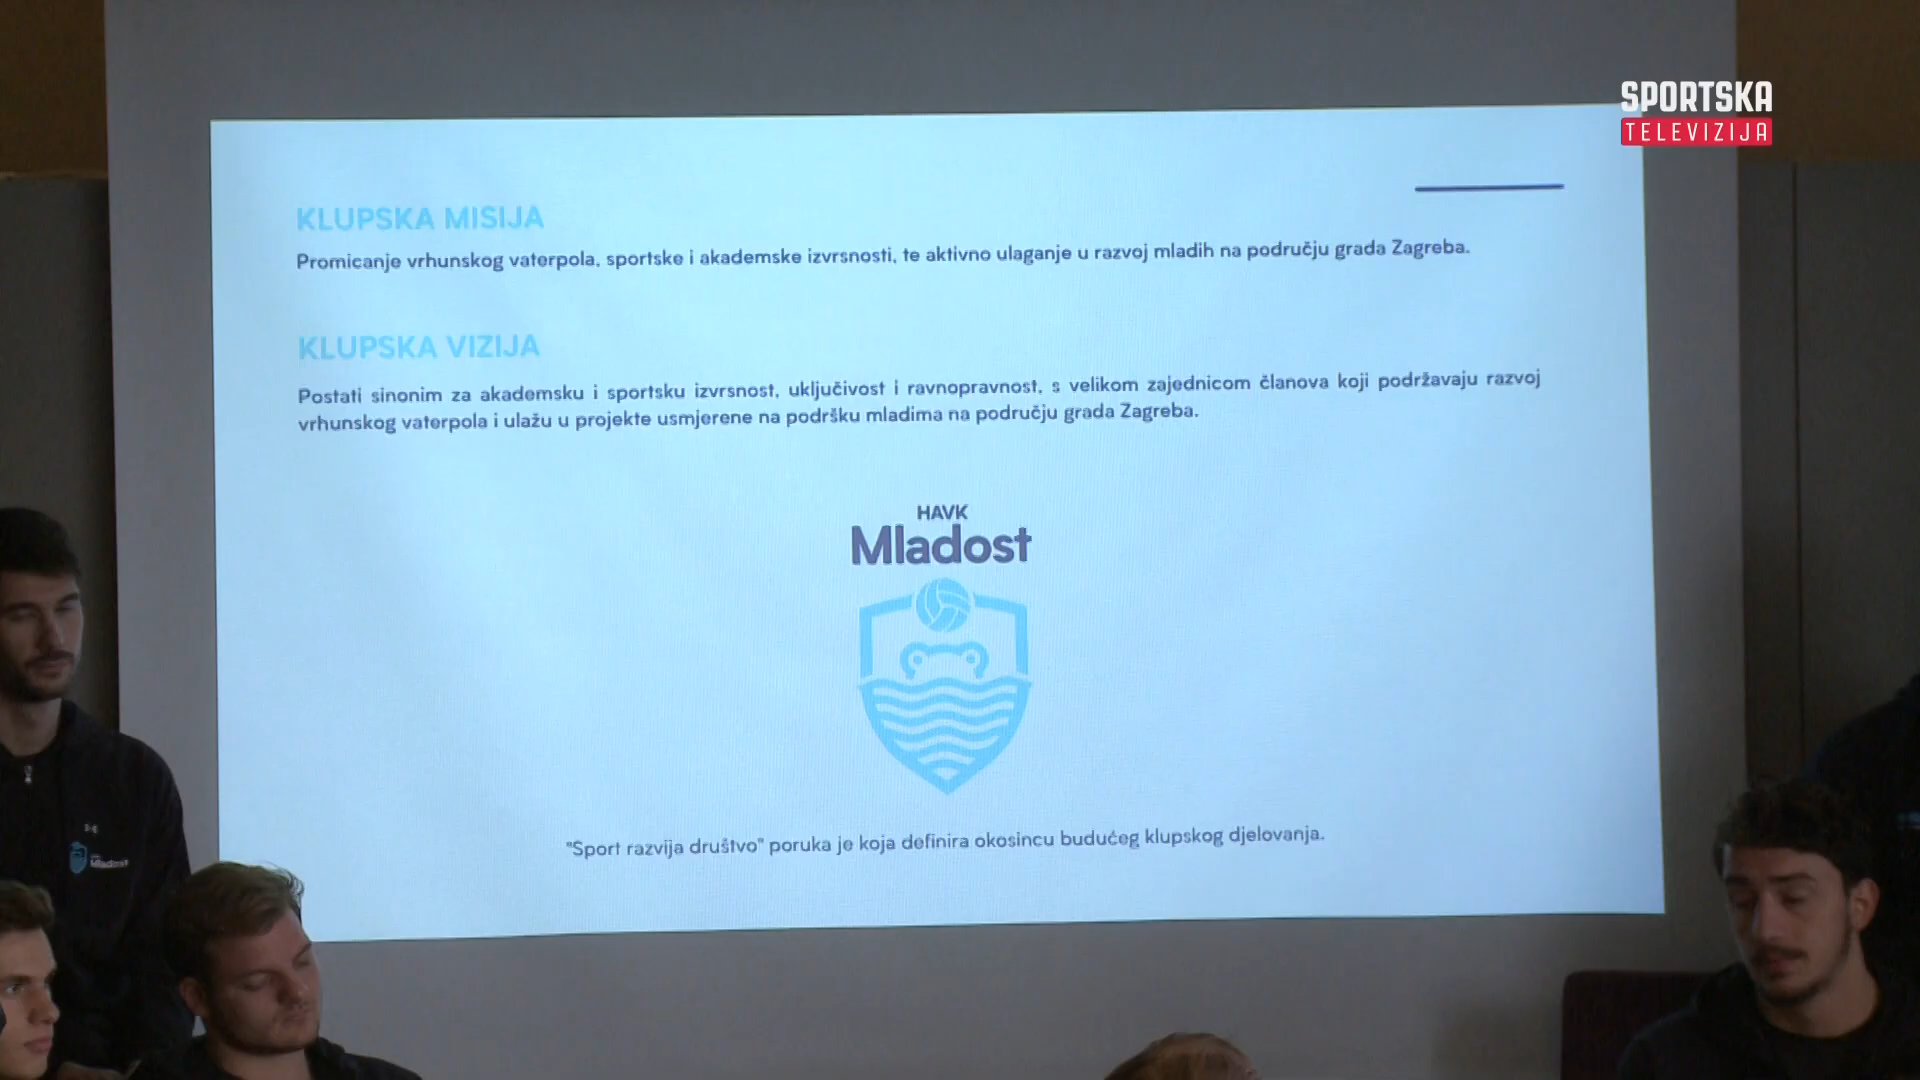 SPORTSKA
TELEVIZIJA
KLUPSKA MISIJA
Promicanje vrhunskog vaterpola, sportske i akademske izvrsnosti, te aktivno ulaganje u razvoj mladih na području grada Zagreba.
KLUPSKA VIZIJA
Postati sinonim za akademsku i sportsku izvrsnost, uključivost i ravnopravnost, s velikom zajednicom članova koji podržavaju razvoj
vrhunskog vaterpola i ulažu u projekte usmjerene na podršku mladima na području grada Zagreba.
HAVK
Mladost
"Sport razvija društvo" poruka je koja definira okosincu budućeg klupskog djelovanja.
Mladost